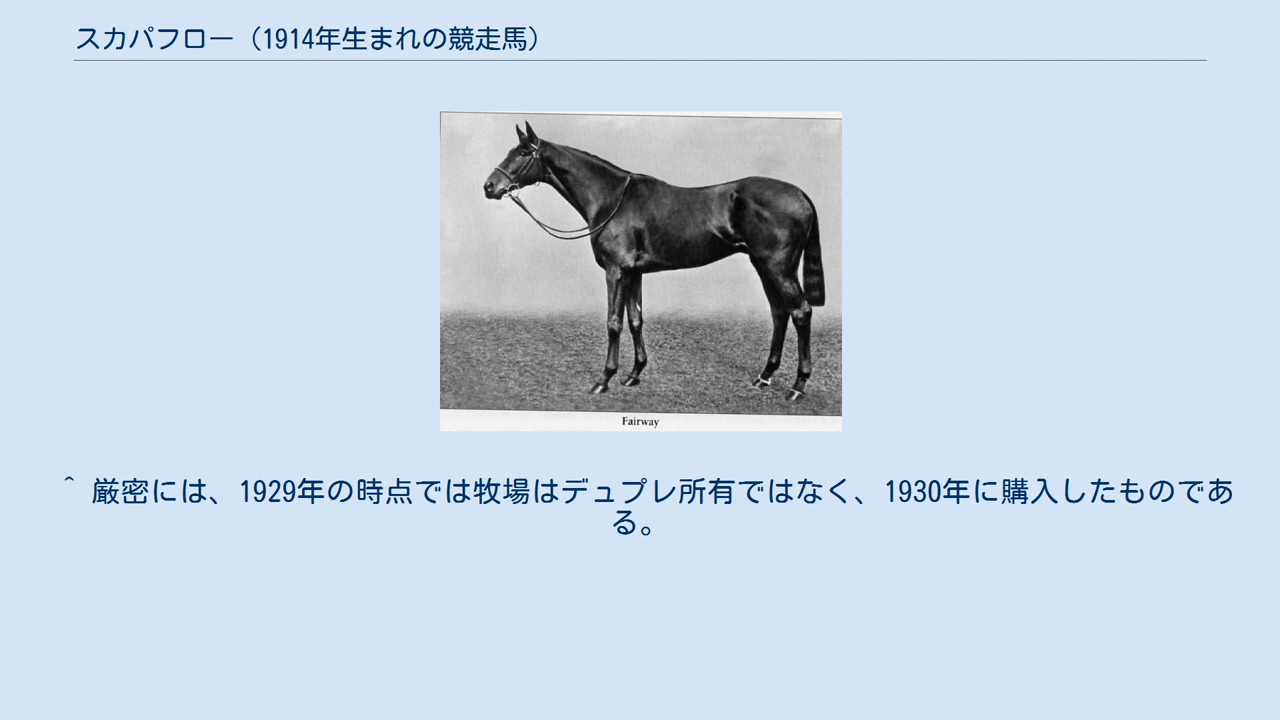 スカパフロー（1914年生まれの競走馬）
Fairway
^ 厳密には、1929年の時点では牧場はデュプレ所有ではなく、1930年に購入したものであ
る。